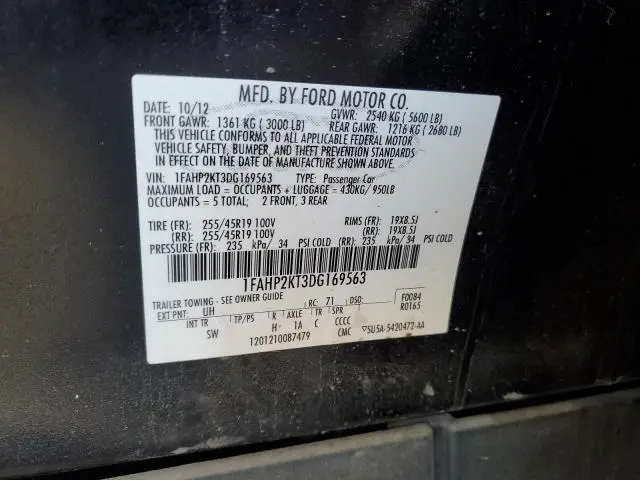 MFD. BY FORD MOTOR CO.
DATE: 10/12 GVWR: 2540 KG ( 5600 LB)
FRONT GAWR: 1361 KG ( 3000 LB) REAR GAWR: 1216 KG ( 2680 LB)
THIS VEHICLE CONFORMS TO ALL APPLICABLE FEDERAL MOTOR
VEHICLE SAFETY, BUMPER, AND THEFT PREVENTION STANDARDS
IN EFFECT ON THE DATE OF MANUFACTURE SHOWN ABOVE.
VIN: 1FAHP2KT3DG169563 TYPE: Passenger Car
MAXIMUM LOAD = OCCUPANTS + LUGGAGE = 430KG/ 950LB
OCCUPANTS = 5 TOTAL; 2 FRONT, 3 REAR
TIRE (FR): 255/45R19 100V RIMS (FR): 19X8.5J
(RR): 255/45R19 100V (RR): 19X8.5J
PRESSURE (FR): 235 kPa/ 34 PSI COLD (RR): 235 kPa/ 34 PSI COLD
1FAHP2KT3DG169563
TRAILER TOWING - SEE OWNER GUIDE
EXT PNT: UH RC: 71 DSO: F0084
R0165
INT TR TP/PS R AXLE TR SPR
SW H 1A C CCCC
1201210087479 CMC 5U5A-5420472-AA